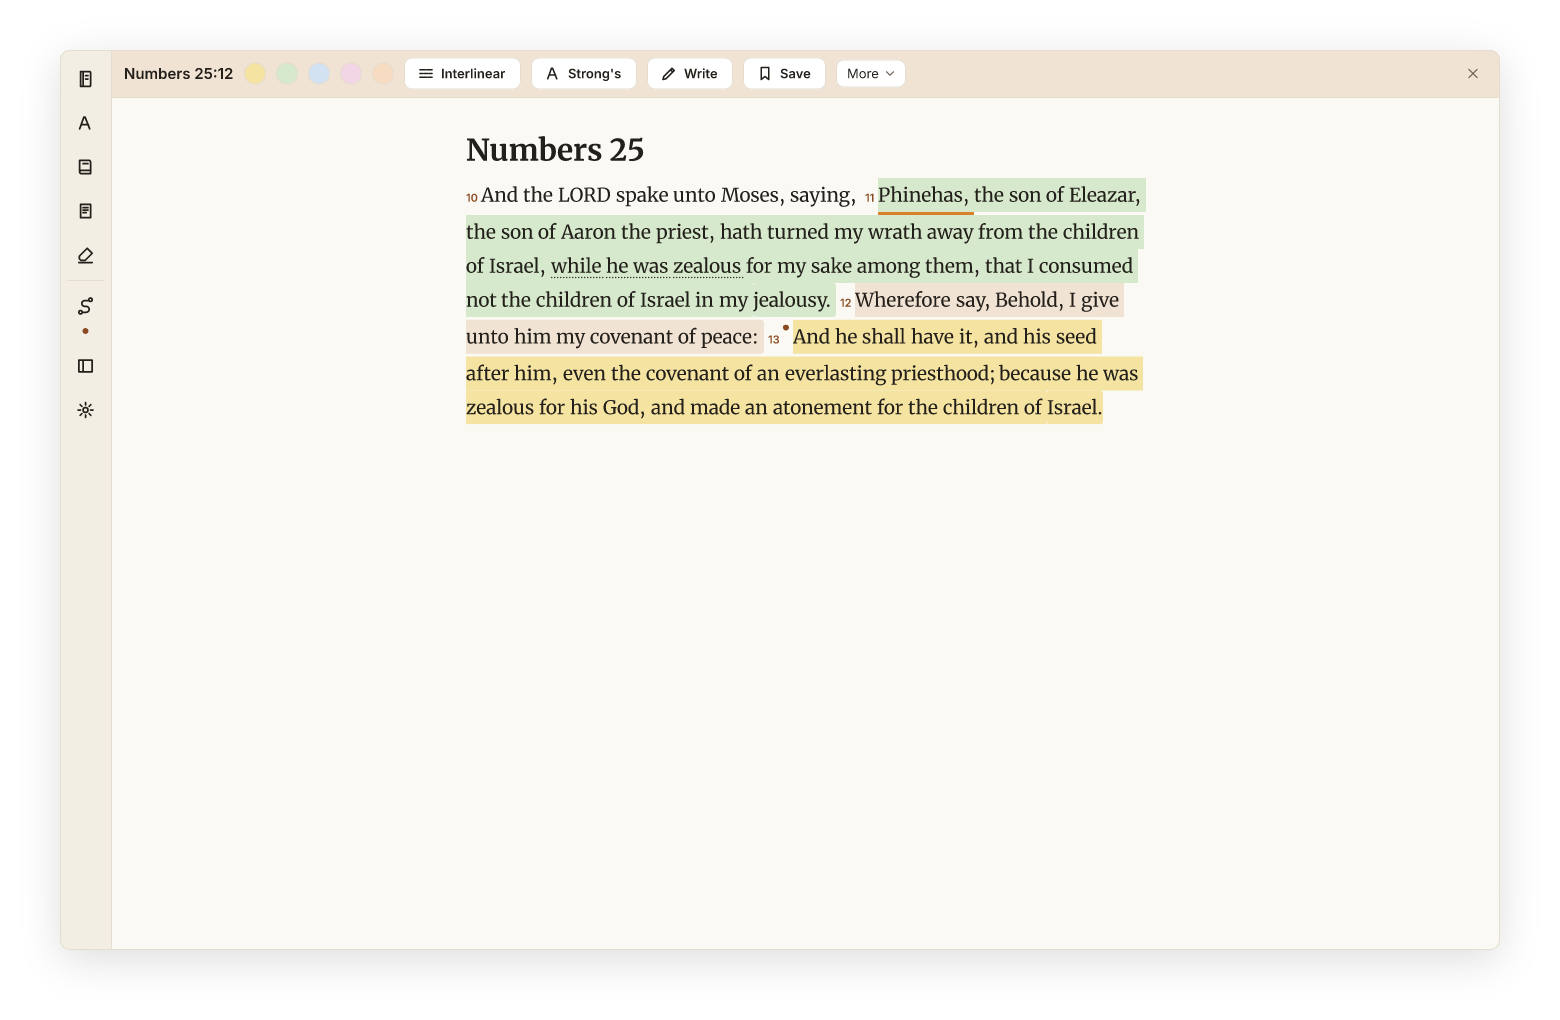 Numbers 25:12
Interlinear
Strong's
Write
Save
More
Numbers 25
10 And the LORD spake unto Moses, saying, 11 Phinehas, the son of Eleazar,
the son of Aaron the priest, hath turned my wrath away from the children
of Israel, while he was zealous for my sake among them, that I consumed
not the children of Israel in my jealousy. 12 Wherefore say, Behold, I give
unto him my covenant of peace: 13 And he shall have it, and his seed
after him, even the covenant of an everlasting priesthood; because he was
zealous for his God, and made an atonement for the children of Israel.